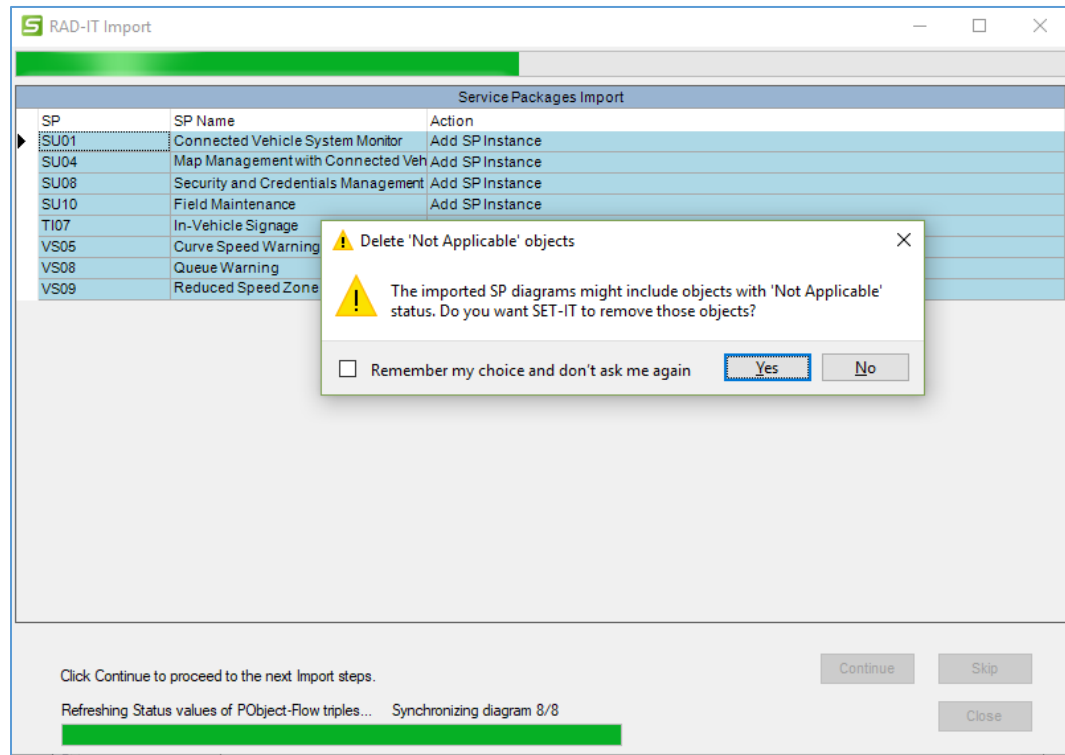 RAD-IT Import
Service Packages Import
SP SP Name Action
SU01 Connected Vehicle System Monitor Add SP Instance
SU04 Map Management with Connected Veh Add SP Instance
SU08 Security and Credentials Management Add SP Instance
SU10 Field Maintenance Add SP Instance
TI07 In-Vehicle Signage
VS05 Curve Speed Warning
VS08 Queue Warning
VS09 Reduced Speed Zone
Delete 'Not Applicable' objects
The imported SP diagrams might include objects with 'Not Applicable'
status. Do you want SET-IT to remove those objects?
Remember my choice and don't ask me again Yes No
Click Continue to proceed to the next Import steps. Continue Skip
Refreshing Status values of PObject-Flow triples... Synchronizing diagram 8/8 Close